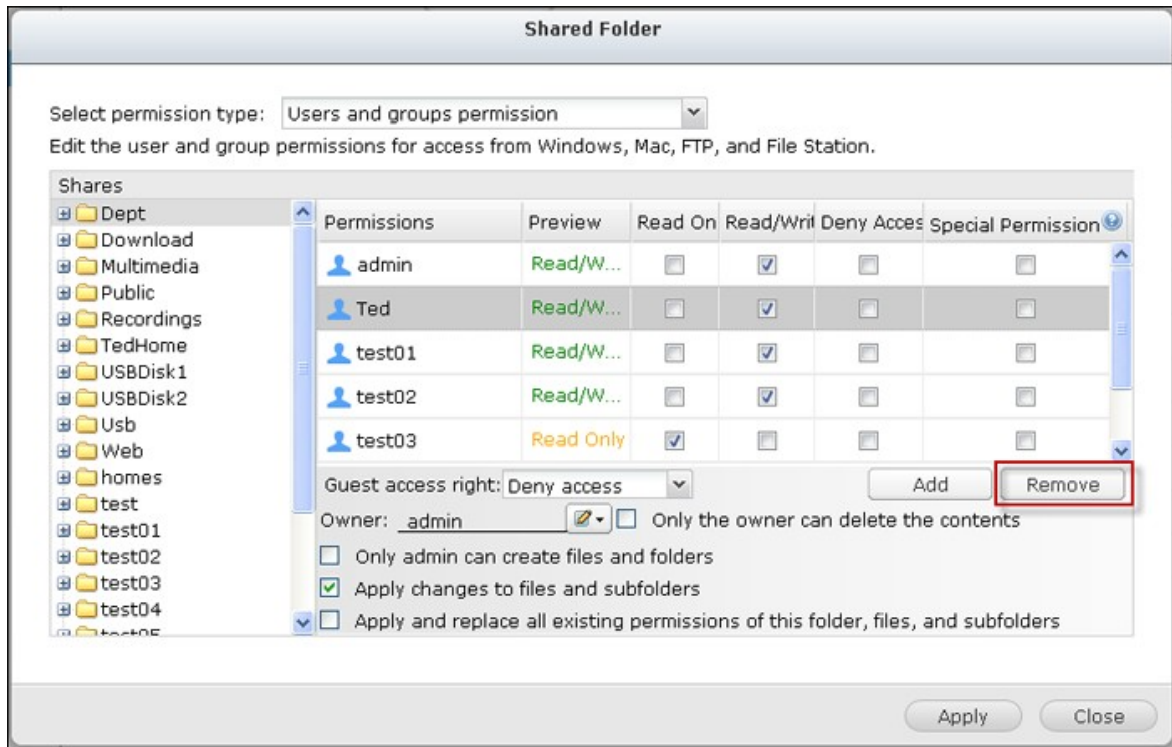 Shared Folder
Select permission type: Users and groups permission
Edit the user and group permissions for access from Windows, Mac, FTP, and File Station.
Shares
Dept
Download
Multimedia
Public
Recordings
TedHome
USBDisk1
USBDisk2
Usb
Web
homes
test
test01
test02
test03
test04
Permissions Preview Read On Read/Writ Deny Acces Special Permission
admin Read/W...
Ted Read/W...
test01 Read/W...
test02 Read/W...
test03 Read Only
Guest access right: Deny access Add Remove
Owner: admin Only the owner can delete the contents
Only admin can create files and folders
Apply changes to files and subfolders
Apply and replace all existing permissions of this folder, files, and subfolders
Apply Close